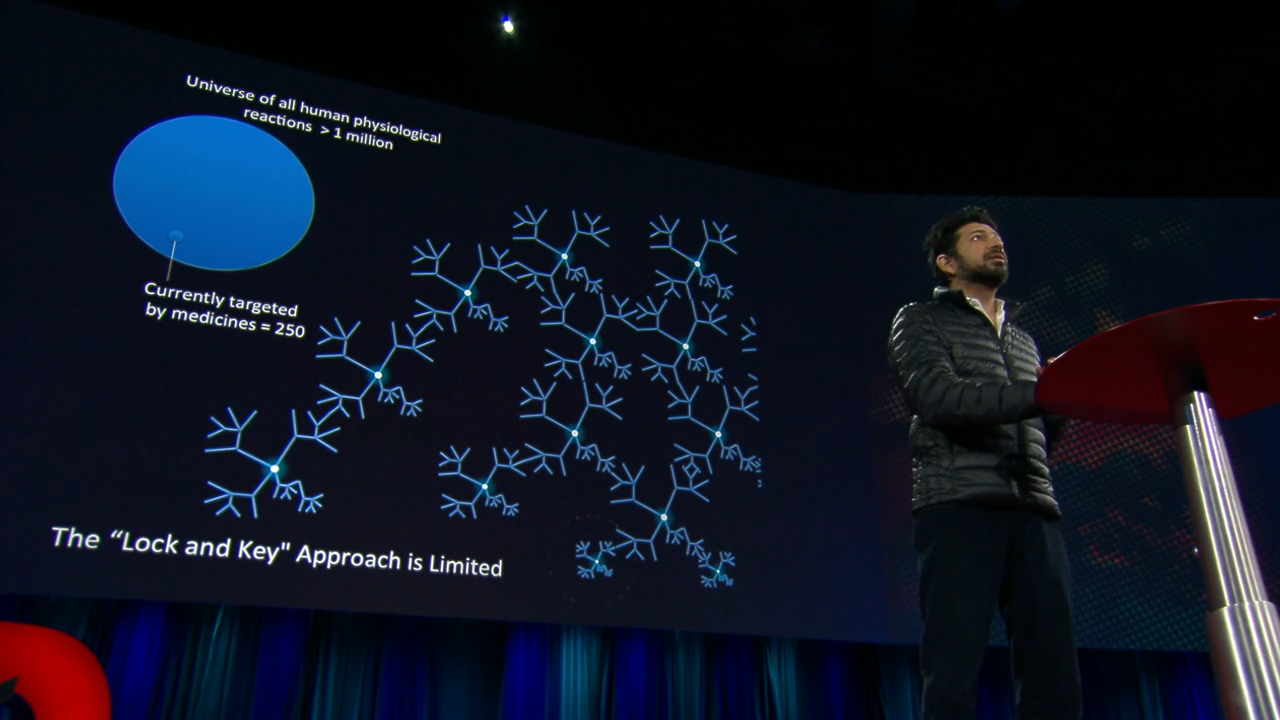 Universe of all human physiological
reactions > 1 million
Currently targeted
by medicines = 250
The “Lock and Key" Approach is Limited